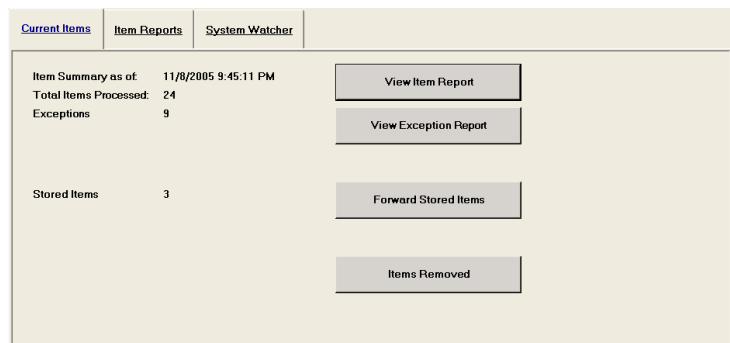 Current Items Item Reports System Watcher
Item Summary as of: 11/8/2005 9:45:11 PM View Item Report
Total Items Processed: 24
Exceptions 9 View Exception Report
Stored Items 3 Forward Stored Items
Items Removed